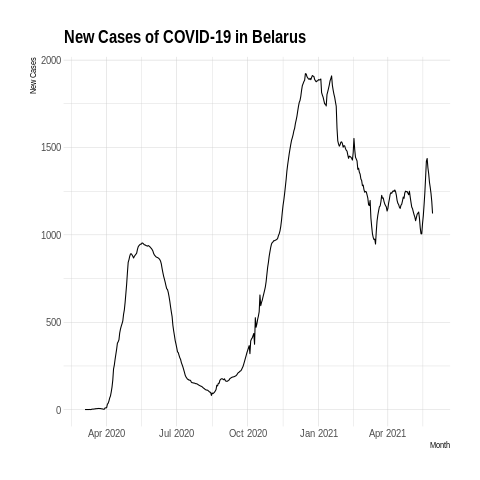 New Cases of COVID-19 in Belarus
New Cases
2000
1500
1000
500
0
Apr 2020 Jul 2020 Oct 2020 Jan 2021 Apr 2021
Month